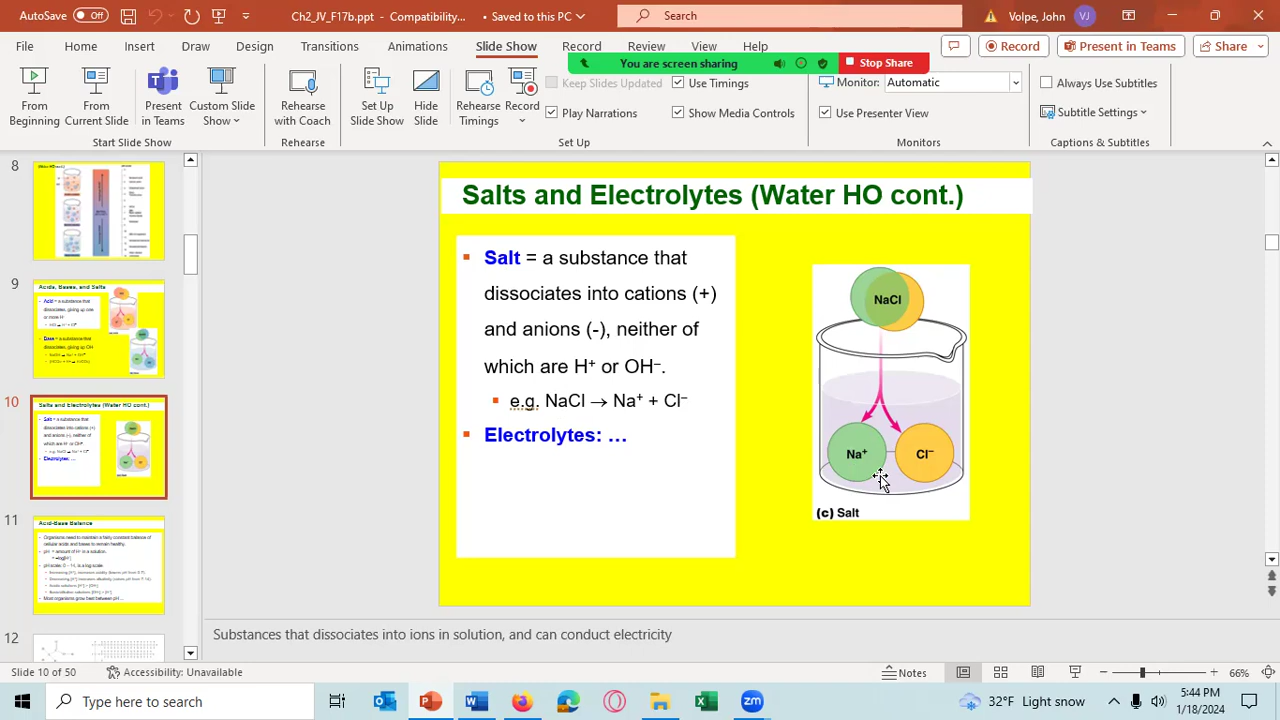 AutoSave Off Ch2_JV_F17b.ppt - Compatibility... • Saved to this PC Search Volpe, John VJ
File Home Insert Draw Design Transitions Animations Slide Show Record Review View Help Record Present in Teams Share
You are screen sharing Stop Share
From Beginning
From Current Slide
Present in Teams
Custom Slide Show
Rehearse with Coach
Set Up Slide Show
Hide Slide
Rehearse Timings
Record
Keep Slides Updated
Use Timings
Play Narrations
Show Media Controls
Monitor: Automatic
Use Presenter View
Always Use Subtitles
Subtitle Settings
Start Slide Show Rehearse Set Up Monitors Captions & Subtitles
8
9
Acids, Bases, and Salts
10
Salts and Electrolytes (Water HO cont.)
11
Acid-Base Balance
12
Salts and Electrolytes (Water HO cont.)
Salt = a substance that
dissociates into cations (+)
and anions (-), neither of
which are H⁺ or OH⁻.
e.g. NaCl → Na⁺ + Cl⁻
Electrolytes: …
NaCl
Na⁺ Cl⁻
(c) Salt
Substances that dissociates into ions in solution, and can conduct electricity
Slide 10 of 50 Accessibility: Unavailable Notes 66%
Type here to search 32°F Light snow 5:44 PM
1/18/2024